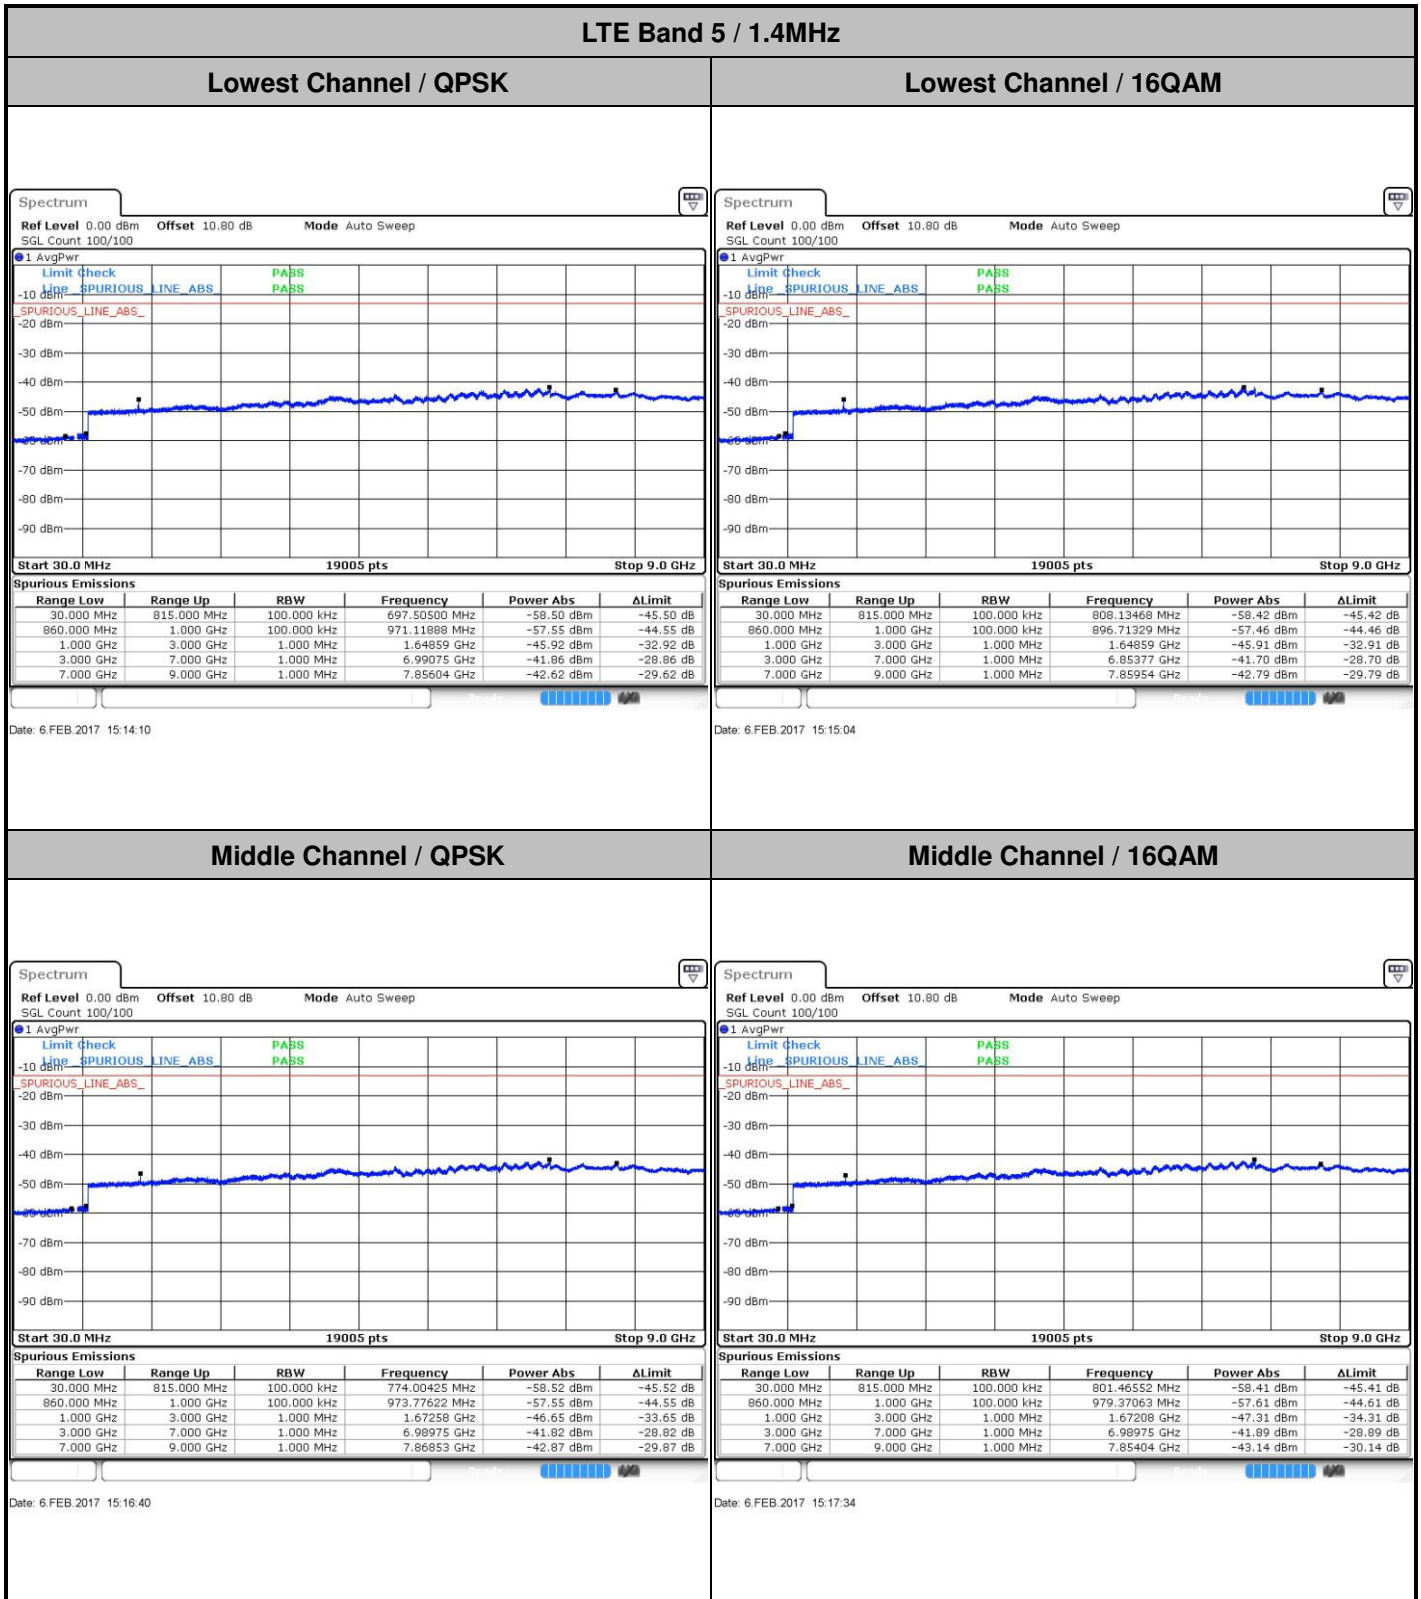 LTE Band 5 / 1.4MHz
Lowest Channel / QPSK
Lowest Channel / 16QAM
Spectrum
Ref Level 0.00 dBm Offset 10.80 dB Mode Auto Sweep
SGL Count 100/100
1 AvgPwr
Limit Check PASS
Line _SPURIOUS_LINE_ABS_ PASS
-10 dBm
_SPURIOUS_LINE_ABS_
-20 dBm
-30 dBm
-40 dBm
-50 dBm
-60 dBm
-70 dBm
-80 dBm
-90 dBm
Start 30.0 MHz 19005 pts Stop 9.0 GHz
Spurious Emissions
Range Low Range Up RBW Frequency Power Abs ΔLimit
30.000 MHz 815.000 MHz 100.000 kHz 697.50500 MHz -58.50 dBm -45.50 dB
860.000 MHz 1.000 GHz 100.000 kHz 971.11888 MHz -57.55 dBm -44.55 dB
1.000 GHz 3.000 GHz 1.000 MHz 1.64859 GHz -45.92 dBm -32.92 dB
3.000 GHz 7.000 GHz 1.000 MHz 6.99075 GHz -41.86 dBm -28.86 dB
7.000 GHz 9.000 GHz 1.000 MHz 7.85604 GHz -42.62 dBm -29.62 dB
Date: 6.FEB.2017 15:14:10
Spectrum
Ref Level 0.00 dBm Offset 10.80 dB Mode Auto Sweep
SGL Count 100/100
1 AvgPwr
Limit Check PASS
Line _SPURIOUS_LINE_ABS_ PASS
-10 dBm
_SPURIOUS_LINE_ABS_
-20 dBm
-30 dBm
-40 dBm
-50 dBm
-60 dBm
-70 dBm
-80 dBm
-90 dBm
Start 30.0 MHz 19005 pts Stop 9.0 GHz
Spurious Emissions
Range Low Range Up RBW Frequency Power Abs ΔLimit
30.000 MHz 815.000 MHz 100.000 kHz 808.13468 MHz -58.42 dBm -45.42 dB
860.000 MHz 1.000 GHz 100.000 kHz 896.71329 MHz -57.46 dBm -44.46 dB
1.000 GHz 3.000 GHz 1.000 MHz 1.64859 GHz -45.91 dBm -32.91 dB
3.000 GHz 7.000 GHz 1.000 MHz 6.85377 GHz -41.70 dBm -28.70 dB
7.000 GHz 9.000 GHz 1.000 MHz 7.85954 GHz -42.79 dBm -29.79 dB
Date: 6.FEB.2017 15:15:04
Middle Channel / QPSK
Middle Channel / 16QAM
Spectrum
Ref Level 0.00 dBm Offset 10.80 dB Mode Auto Sweep
SGL Count 100/100
1 AvgPwr
Limit Check PASS
Line _SPURIOUS_LINE_ABS_ PASS
-10 dBm
_SPURIOUS_LINE_ABS_
-20 dBm
-30 dBm
-40 dBm
-50 dBm
-60 dBm
-70 dBm
-80 dBm
-90 dBm
Start 30.0 MHz 19005 pts Stop 9.0 GHz
Spurious Emissions
Range Low Range Up RBW Frequency Power Abs ΔLimit
30.000 MHz 815.000 MHz 100.000 kHz 774.00425 MHz -58.52 dBm -45.52 dB
860.000 MHz 1.000 GHz 100.000 kHz 973.77622 MHz -57.55 dBm -44.55 dB
1.000 GHz 3.000 GHz 1.000 MHz 1.67258 GHz -46.65 dBm -33.65 dB
3.000 GHz 7.000 GHz 1.000 MHz 6.98975 GHz -41.82 dBm -28.82 dB
7.000 GHz 9.000 GHz 1.000 MHz 7.86853 GHz -42.87 dBm -29.87 dB
Date: 6.FEB.2017 15:16:40
Spectrum
Ref Level 0.00 dBm Offset 10.80 dB Mode Auto Sweep
SGL Count 100/100
1 AvgPwr
Limit Check PASS
Line _SPURIOUS_LINE_ABS_ PASS
-10 dBm
_SPURIOUS_LINE_ABS_
-20 dBm
-30 dBm
-40 dBm
-50 dBm
-60 dBm
-70 dBm
-80 dBm
-90 dBm
Start 30.0 MHz 19005 pts Stop 9.0 GHz
Spurious Emissions
Range Low Range Up RBW Frequency Power Abs ΔLimit
30.000 MHz 815.000 MHz 100.000 kHz 801.46552 MHz -58.41 dBm -45.41 dB
860.000 MHz 1.000 GHz 100.000 kHz 979.37063 MHz -57.61 dBm -44.61 dB
1.000 GHz 3.000 GHz 1.000 MHz 1.67208 GHz -47.31 dBm -34.31 dB
3.000 GHz 7.000 GHz 1.000 MHz 6.98975 GHz -41.89 dBm -28.89 dB
7.000 GHz 9.000 GHz 1.000 MHz 7.85404 GHz -43.14 dBm -30.14 dB
Date: 6.FEB.2017 15:17:34